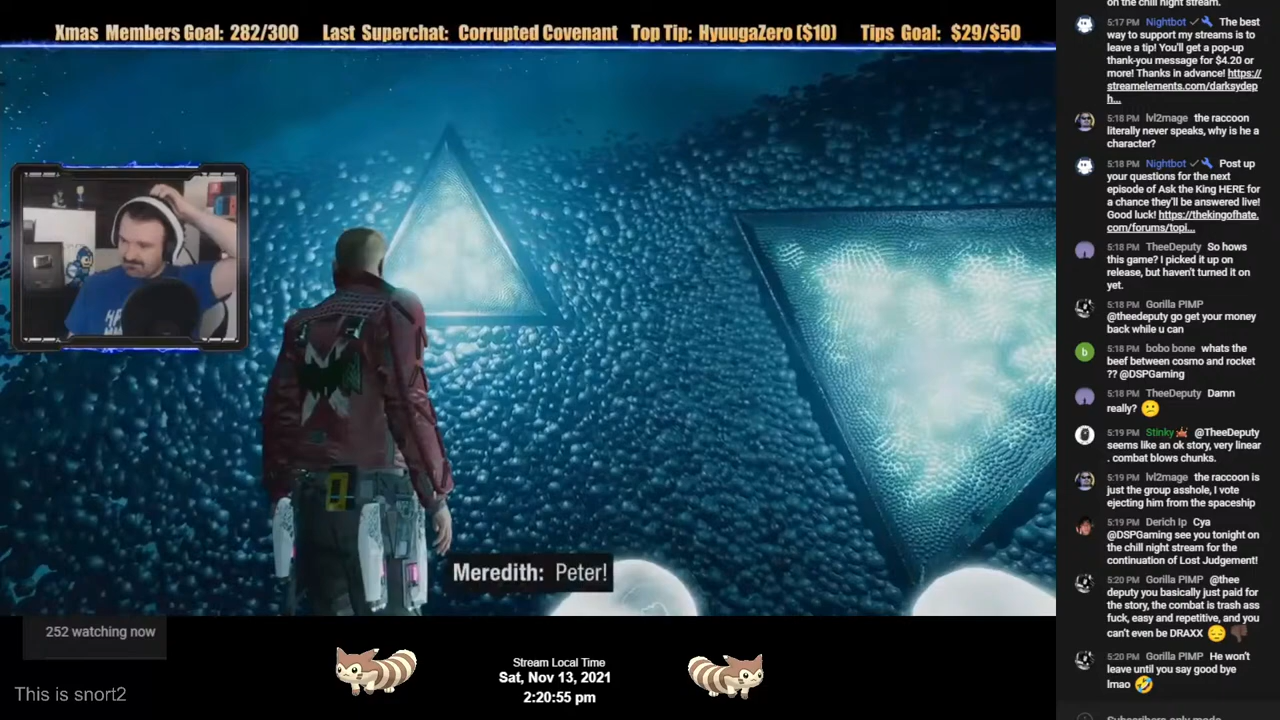 Xmas Members Goal: 282/300 Last Superchat: Corrupted Covenant Top Tip: HyuugaZero ($10) Tips Goal: $29/$50
Meredith: Peter!
252 watching now
This is snort2
Stream Local Time
Sat, Nov 13, 2021
2:20:55 pm
on the chill night stream.
5:17 PM Nightbot The best
way to support my streams is to
leave a tip! You'll get a pop-up
thank-you message for $4.20 or
more! Thanks in advance! https://
streamelements.com/darksydep
h...
5:18 PM lvl2mage the raccoon
literally never speaks, why is he a
character?
5:18 PM Nightbot Post up
your questions for the next
episode of Ask the King HERE for
a chance they'll be answered live!
Good luck! https://thekingofhate.
com/forums/topi...
5:18 PM TheeDeputy So hows
this game? I picked it up on
release, but haven't turned it on
yet.
5:18 PM Gorilla PIMP
@theedeputy go get your money
back while u can
5:18 PM bobo bone whats the
beef between cosmo and rocket
?? @DSPGaming
5:18 PM TheeDeputy Damn
really? 😕
5:19 PM Stinky 🦀 @TheeDeputy
seems like an ok story, very linear
. combat blows chunks.
5:19 PM lvl2mage the raccoon is
just the group asshole, I vote
ejecting him from the spaceship
5:19 PM Derich Ip Cya
@DSPGaming see you tonight on
the chill night stream for the
continuation of Lost Judgement!
5:20 PM Gorilla PIMP @thee
deputy you basically just paid for
the story, the combat is trash ass
fuck, easy and repetitive, and you
can't even be DRAXX 😔 👎🏿
5:20 PM Gorilla PIMP He won't
leave until you say good bye
lmao 🤣